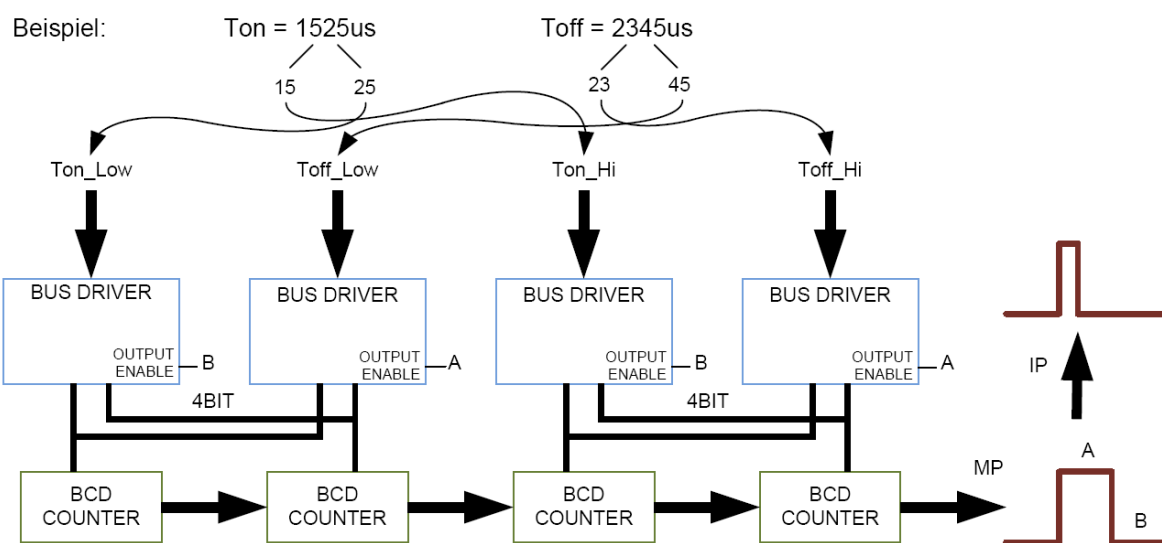 Beispiel: Ton = 1525us Toff = 2345us
15 25 23 45
Ton_Low Toff_Low Ton_Hi Toff_Hi
BUS DRIVER BUS DRIVER BUS DRIVER BUS DRIVER
OUTPUT ENABLE B OUTPUT ENABLE A OUTPUT ENABLE B OUTPUT ENABLE A
IP
4BIT 4BIT
A
MP
BCD COUNTER BCD COUNTER BCD COUNTER BCD COUNTER
B